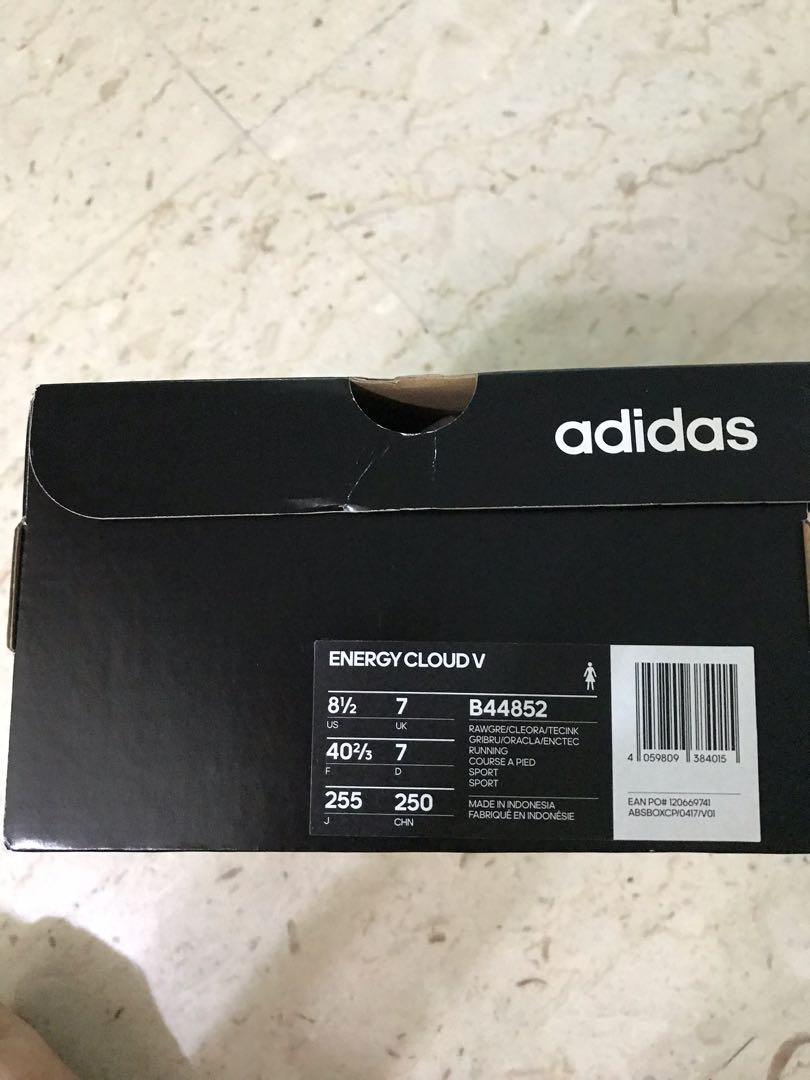 adidas
ENERGY CLOUD V
8½ 7
US UK
40⅔ 7
F D
255 250
J CHN
B44852
RAWGRE/CLEORA/TECINK
GRIBRU/ORACLA/ENCTEC
RUNNING
COURSE A PIED
SPORT
SPORT
MADE IN INDONESIA
FABRIQUÉ EN INDONÉSIE
4 059809 384015
EAN PO# 120669741
ABSBOXCP/0417/V01